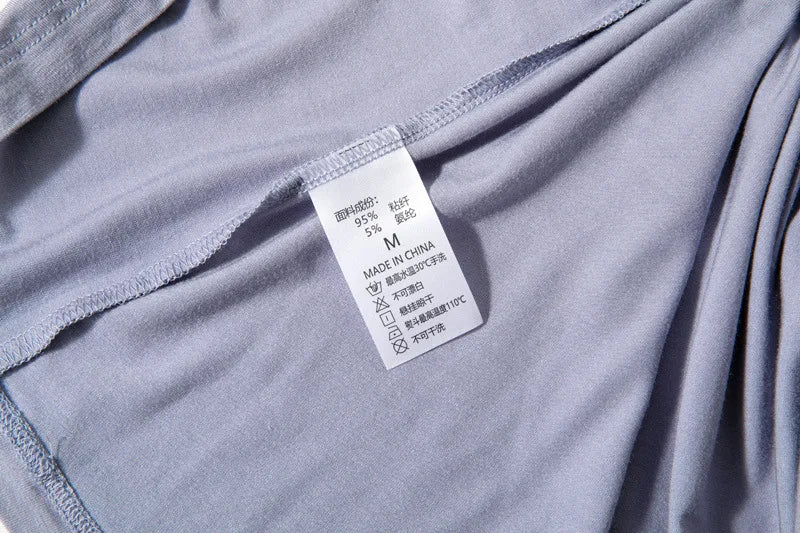 面料成份:
95% 粘纤
5% 氨纶
M
MADE IN CHINA
最高水温30℃手洗
不可漂白
悬挂晾干
熨斗最高温度110℃
不可干洗